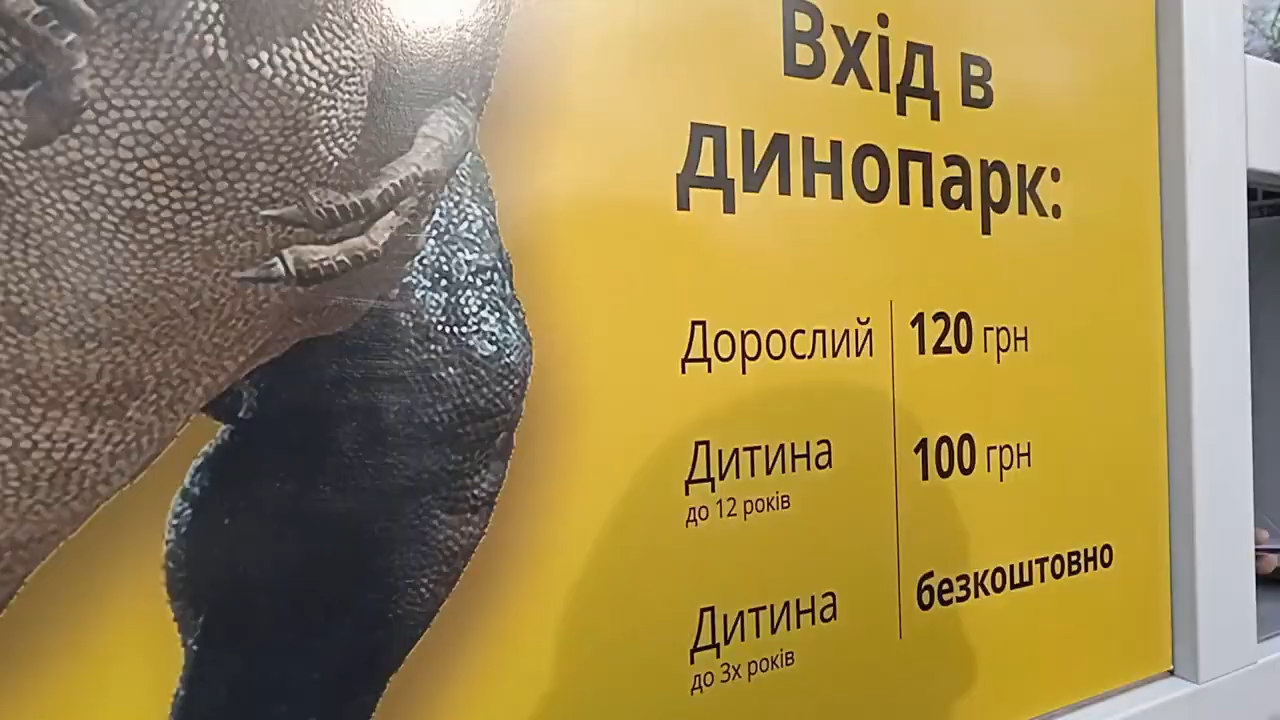 Вхід в
динопарк:
Дорослий 120 грн
Дитина 100 грн
до 12 років
Дитина безкоштовно
до 3х років